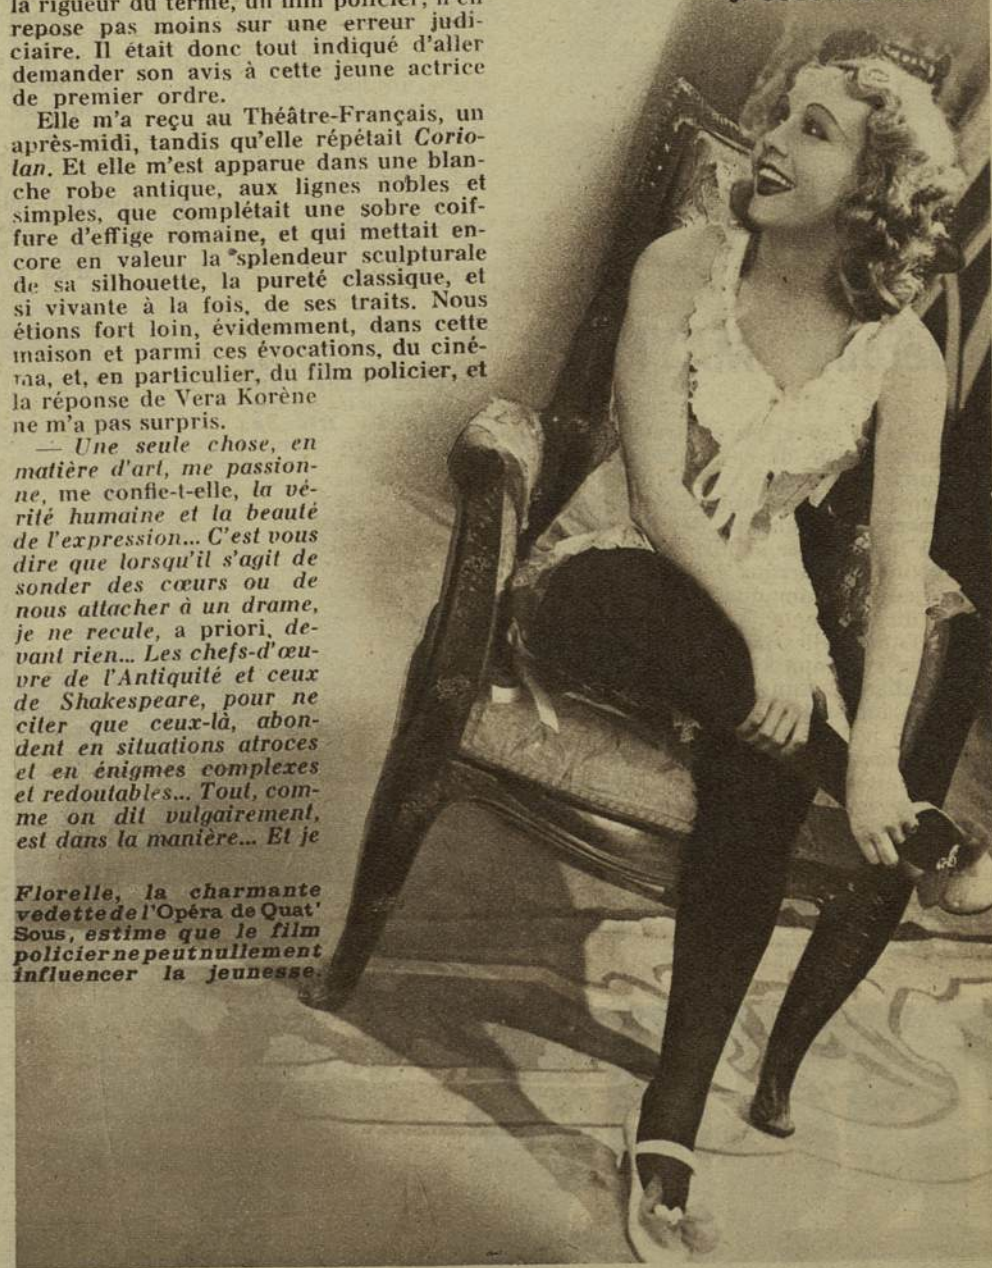 la rigueur du terme, un film policier, n'en
repose pas moins sur une erreur judi-
ciaire. Il était donc tout indiqué d'aller
demander son avis à cette jeune actrice
de premier ordre.
Elle m'a reçu au Théâtre-Français, un
après-midi, tandis qu'elle répétait Corio-
lan. Et elle m'est apparue dans une blan-
che robe antique, aux lignes nobles et
simples, que complétait une sobre coif-
fure d'effige romaine, et qui mettait en-
core en valeur la splendeur sculpturale
de sa silhouette, la pureté classique, et
si vivante à la fois, de ses traits. Nous
étions fort loin, évidemment, dans cette
maison et parmi ces évocations, du ciné-
ma, et, en particulier, du film policier, et
la réponse de Vera Korène
ne m'a pas surpris.
— Une seule chose, en
matière d'art, me passion-
ne, me confie-t-elle, la vé-
rité humaine et la beauté
de l'expression... C'est vous
dire que lorsqu'il s'agit de
sonder des cœurs ou de
nous attacher à un drame,
je ne recule, a priori, de-
vant rien... Les chefs-d'œu-
vre de l'Antiquité et ceux
de Shakespeare, pour ne
citer que ceux-là, abon-
dent en situations atroces
et en énigmes complexes
et redoutables... Tout, com-
me on dit vulgairement,
est dans la manière... Et je
Florelle, la charmante
vedette de l'Opéra de Quat'
Sous, estime que le film
policier ne peut nullement
influencer la jeunesse.